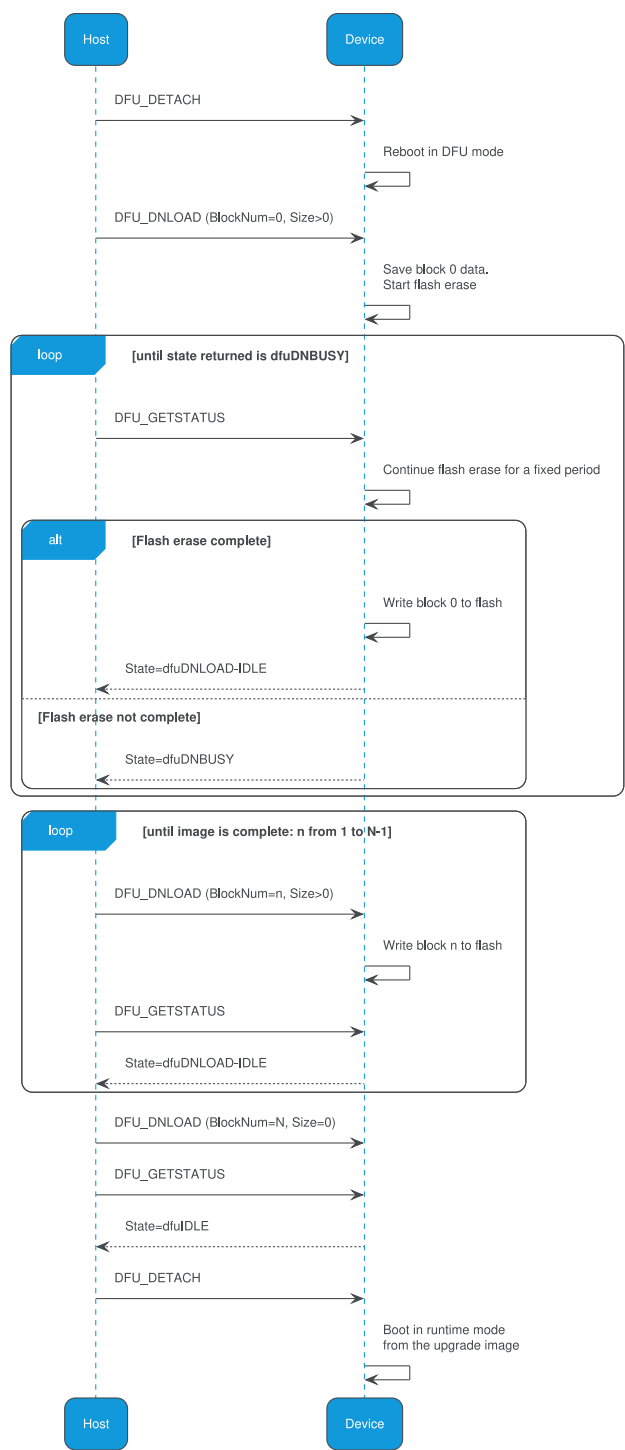 Host
Device
DFU_DETACH
Reboot in DFU mode
DFU_DNLOAD (BlockNum=0, Size>0)
Save block 0 data.
Start flash erase
loop
[until state returned is dfuDNBUSY]
DFU_GETSTATUS
Continue flash erase for a fixed period
alt
[Flash erase complete]
Write block 0 to flash
State=dfuDNLOAD-IDLE
[Flash erase not complete]
State=dfuDNBUSY
loop
[until image is complete: n from 1 to N-1]
DFU_DNLOAD (BlockNum=n, Size>0)
Write block n to flash
DFU_GETSTATUS
State=dfuDNLOAD-IDLE
DFU_DNLOAD (BlockNum=N, Size=0)
DFU_GETSTATUS
State=dfuIDLE
DFU_DETACH
Boot in runtime mode
from the upgrade image
Host
Device